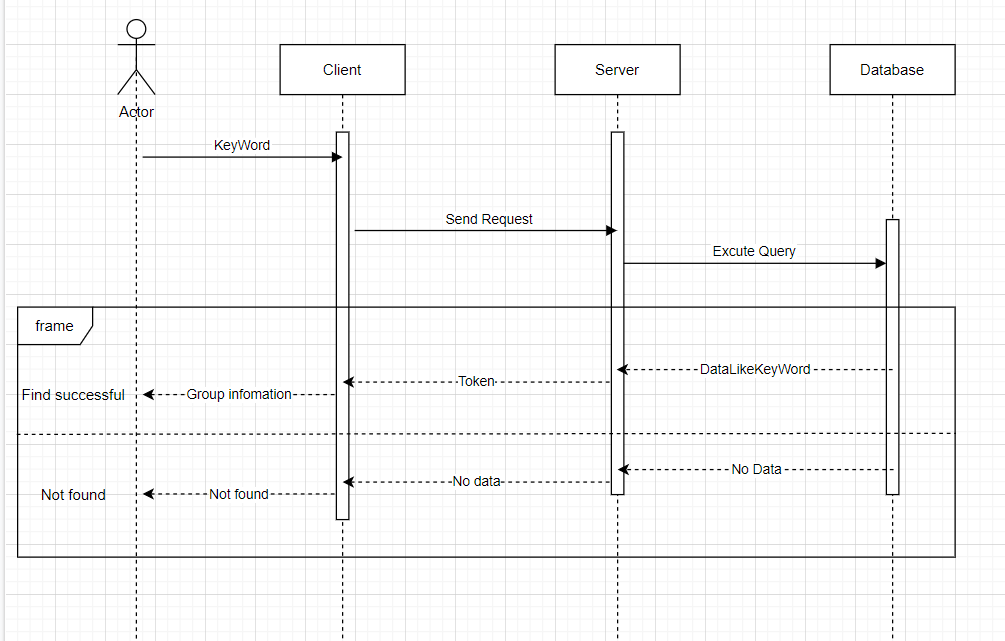 Client
Server
Database
Actor
KeyWord
Send Request
Excute Query
frame
DataLikeKeyWord
Token
Find successful
Group infomation
No Data
No data
Not found
Not found